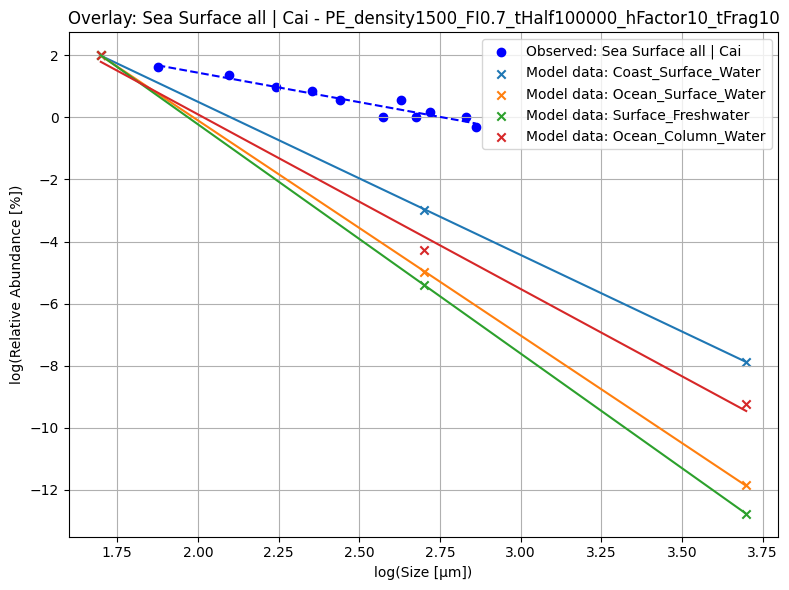 Overlay: Sea Surface all | Cai - PE_density1500_FI0.7_tHalf100000_hFactor10_tFrag10
Observed: Sea Surface all | Cai
Model data: Coast_Surface_Water
Model data: Ocean_Surface_Water
Model data: Surface_Freshwater
Model data: Ocean_Column_Water
log(Relative Abundance [%])
2
0
−2
−4
−6
−8
−10
−12
1.75 2.00 2.25 2.50 2.75 3.00 3.25 3.50 3.75
log(Size [μm])